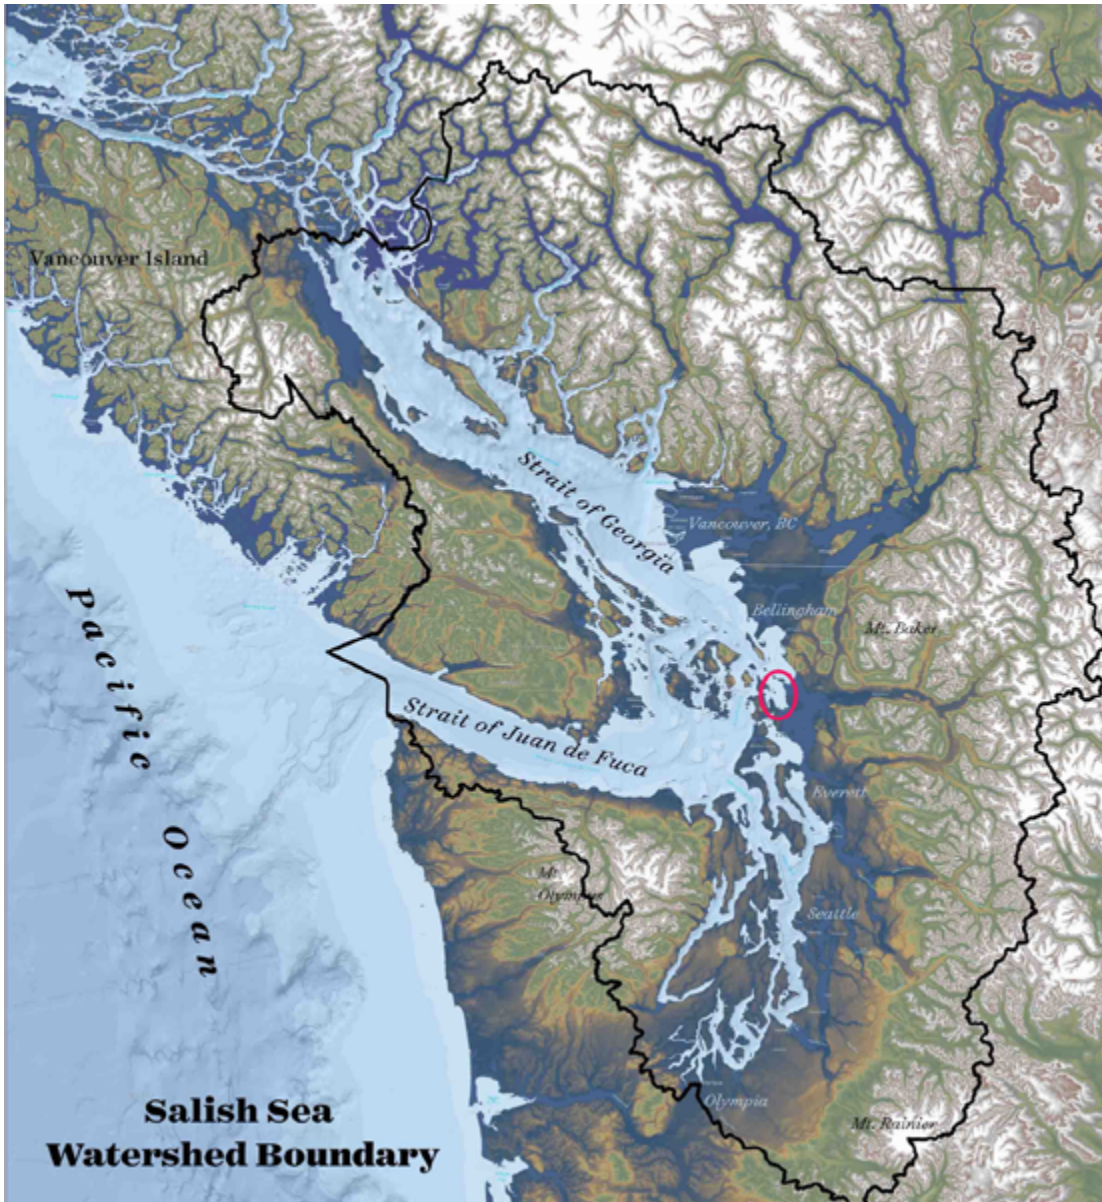 Vancouver Island
Strait of Georgia
Vancouver, BC
Bellingham
Mt. Baker
Pacific
Ocean
Strait of Juan de Fuca
Everett
Mt.
Olympus
Seattle
Olympia
Mt. Rainier
Salish Sea
Watershed Boundary